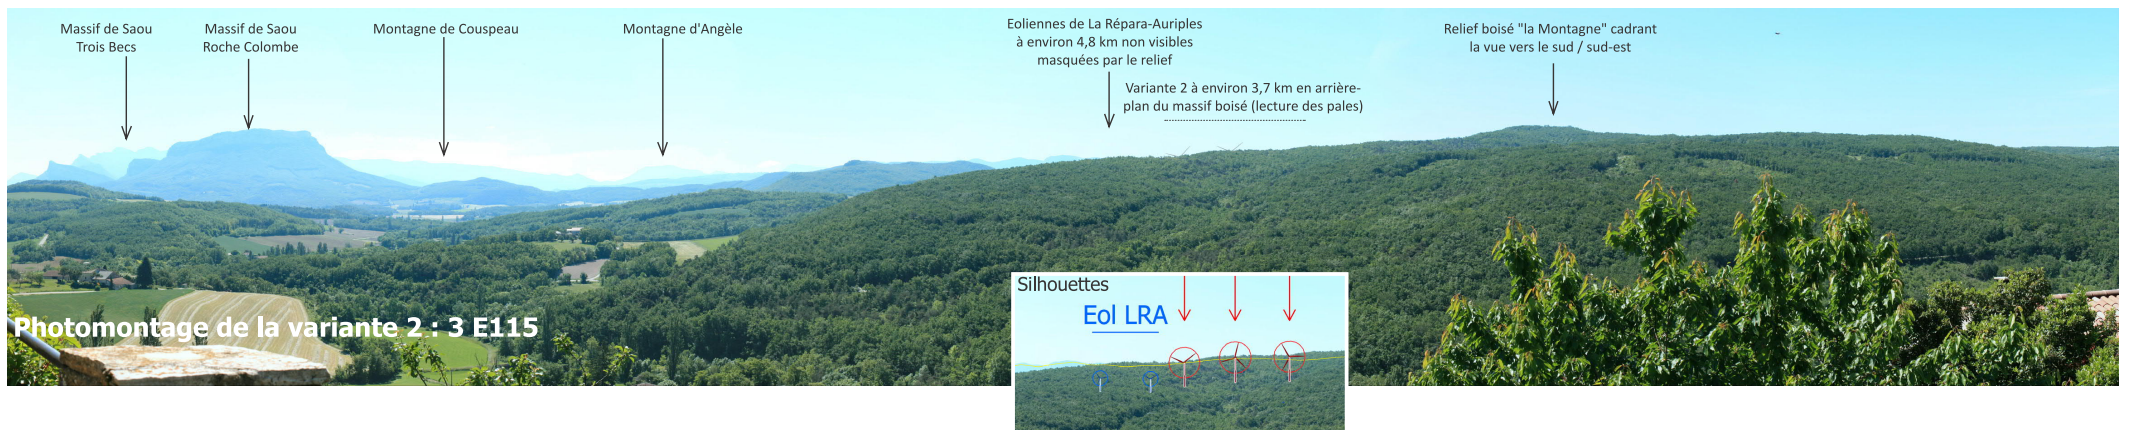 Massif de Saou
Trois Becs
Massif de Saou
Roche Colombe
Montagne de Couspeau
Montagne d'Angèle
Eoliennes de La Répara-Auriples
à environ 4,8 km non visibles
masquées par le relief
Variante 2 à environ 3,7 km en arrière-
plan du massif boisé (lecture des pales)
Relief boisé "la Montagne" cadrant
la vue vers le sud / sud-est
Silhouettes
Eol LRA
Photomontage de la variante 2 : 3 E115